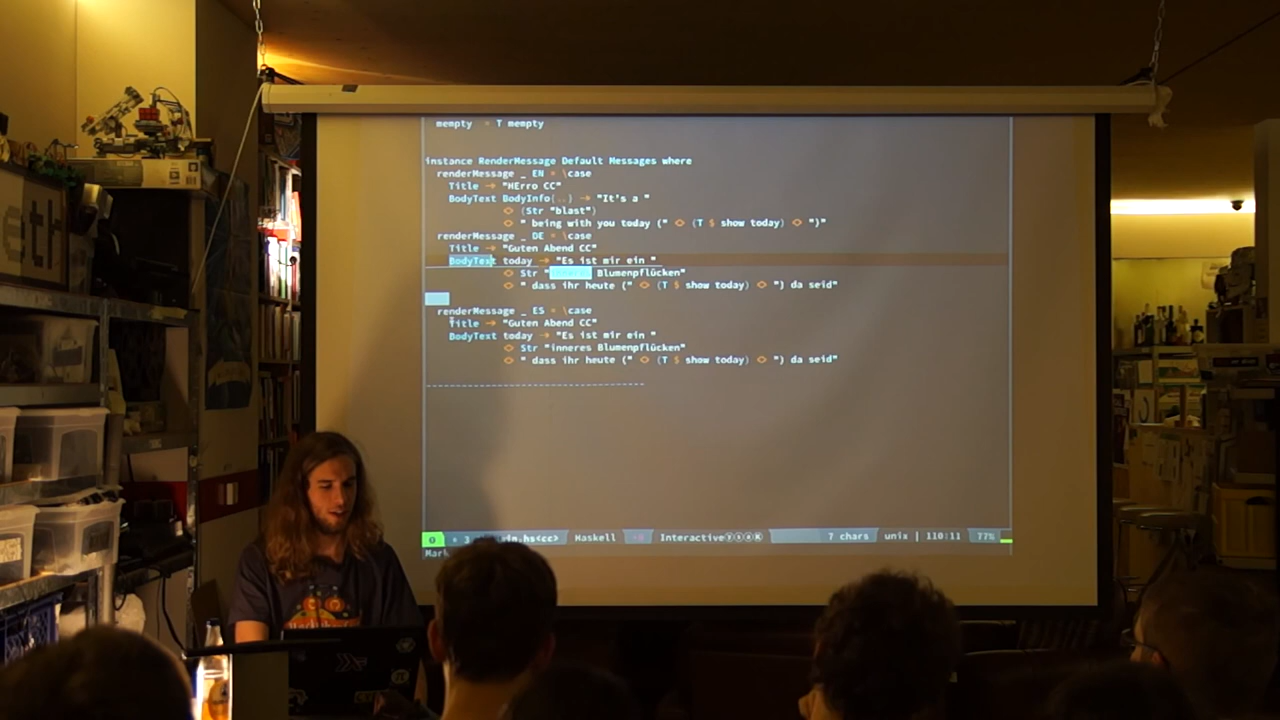 mempty = T mempty
instance RenderMessage Default Messages where
renderMessage _ EN = \case
Title → "HErro CC"
BodyText BodyInfo{..} → "It's a "
<> (Str "blast")
<> " being with you today (" <> (T $ show today) <> ")"
renderMessage _ DE = \case
Title → "Guten Abend CC"
BodyText today → "Es ist mir ein "
<> Str " Blumenpflücken"
<> " dass ihr heute (" <> (T $ show today) <> ") da seid"
renderMessage _ ES = \case
Title → "Guten Abend CC"
BodyText today → "Es ist mir ein "
<> Str "inneres Blumenpflücken"
<> " dass ihr heute (" <> (T $ show today) <> ") da seid"
in.hs<cc> Haskell Interactive 7 chars unix | 110:11 77%
Mar